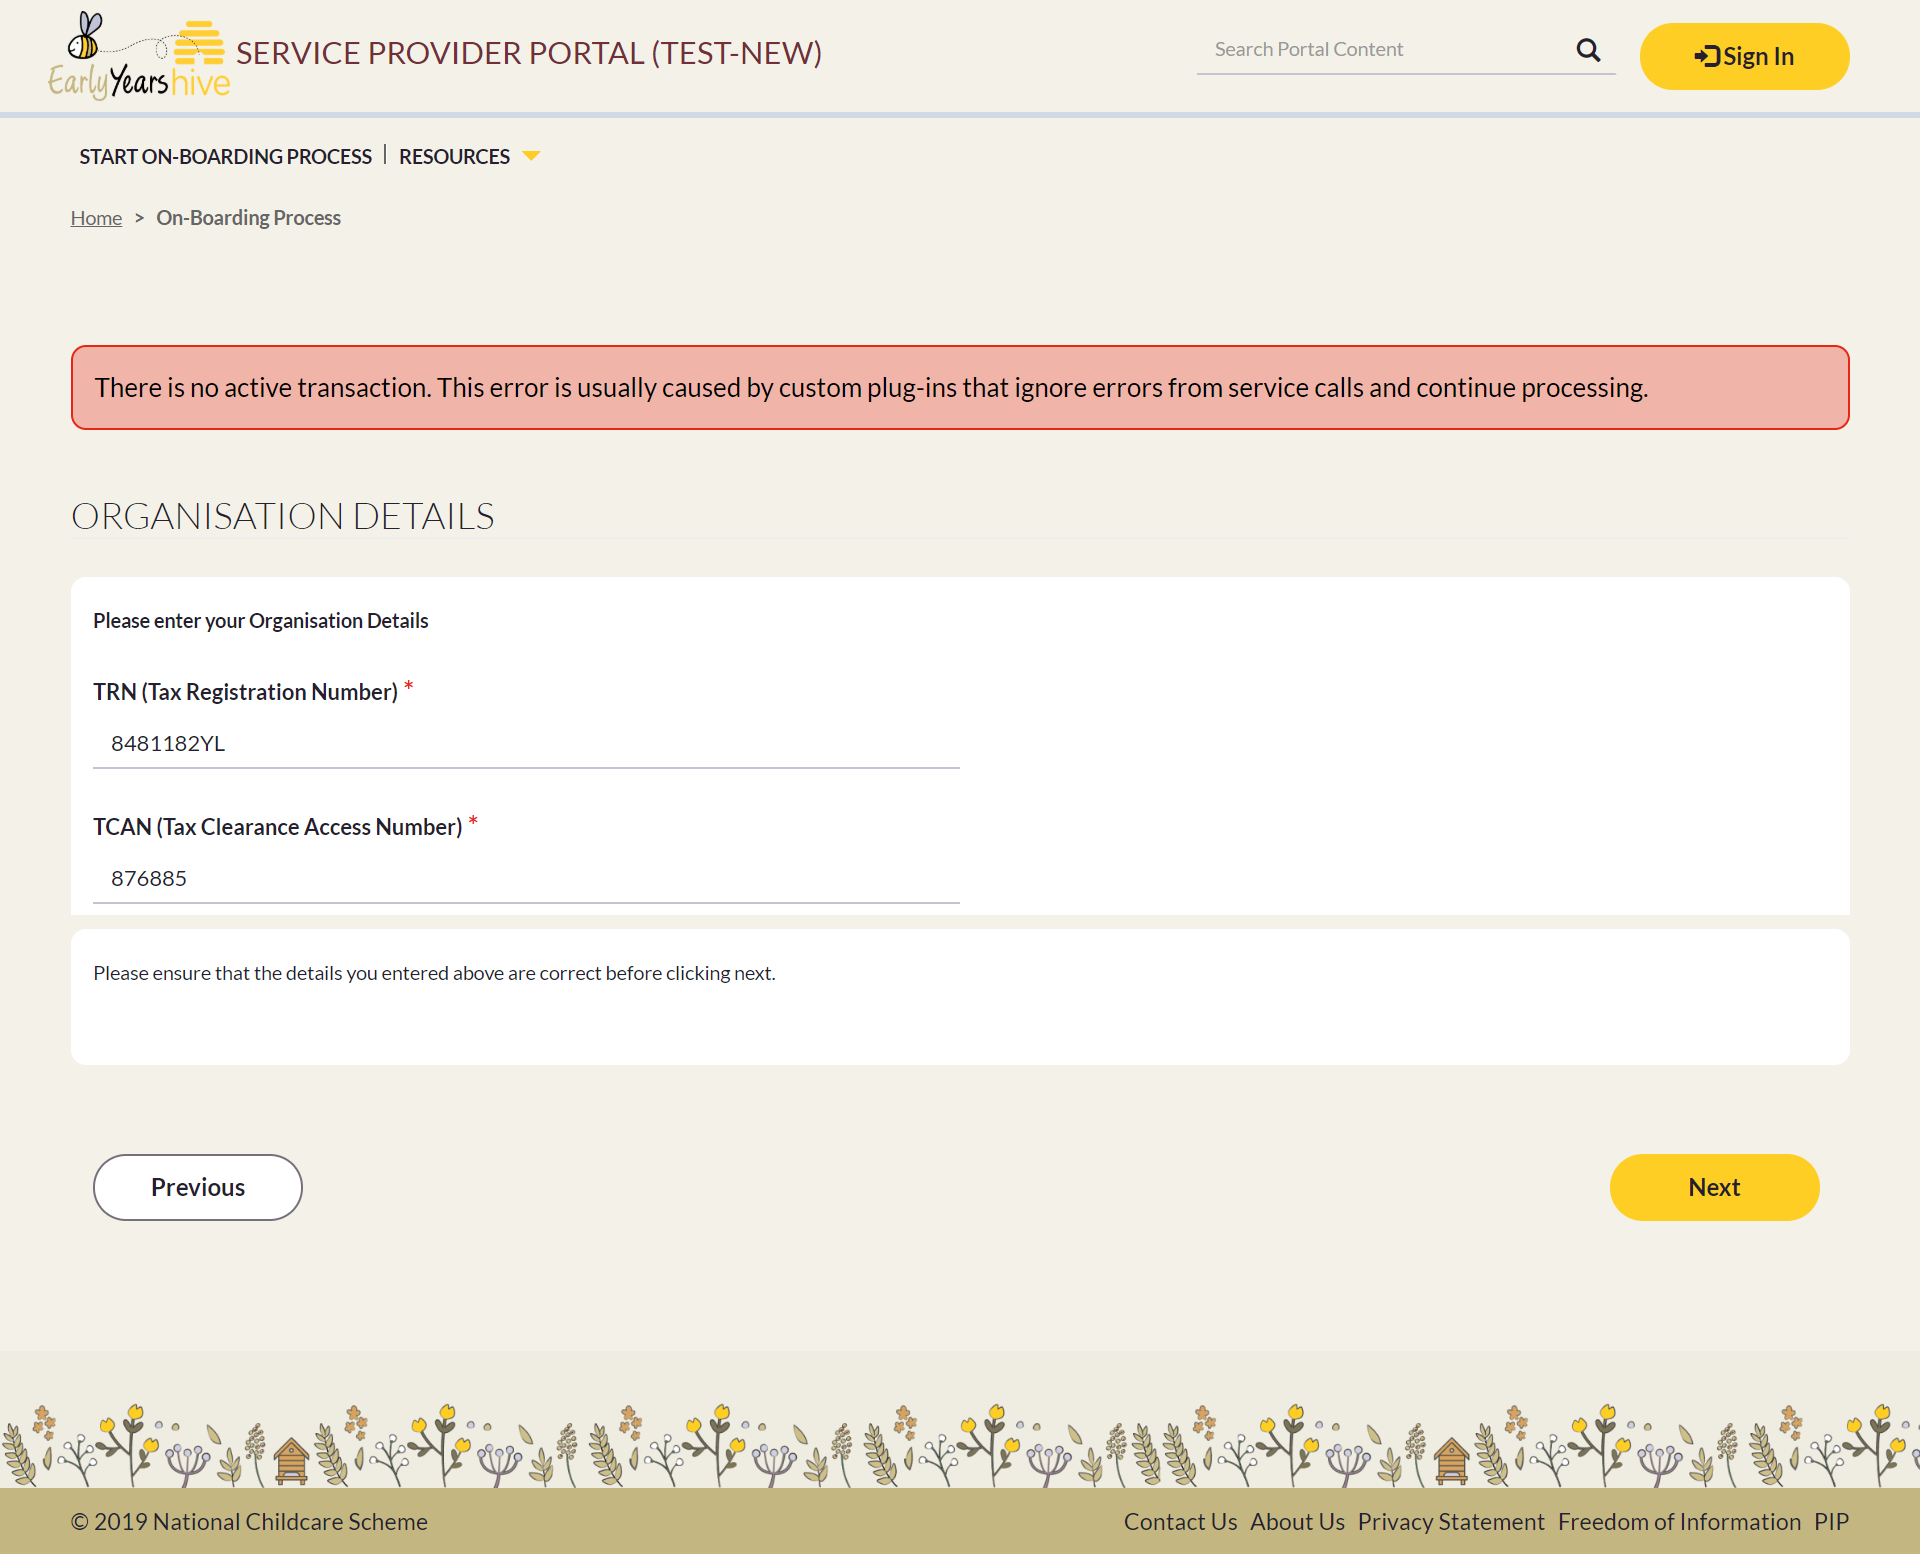 EarlyYearshive
SERVICE PROVIDER PORTAL (TEST-NEW)
Search Portal Content
Sign In
START ON-BOARDING PROCESS
RESOURCES
Home > On-Boarding Process
There is no active transaction. This error is usually caused by custom plug-ins that ignore errors from service calls and continue processing.
ORGANISATION DETAILS
Please enter your Organisation Details
TRN (Tax Registration Number) *
8481182YL
TCAN (Tax Clearance Access Number) *
876885
Please ensure that the details you entered above are correct before clicking next.
Previous
Next
© 2019 National Childcare Scheme
Contact Us About Us Privacy Statement Freedom of Information PIP